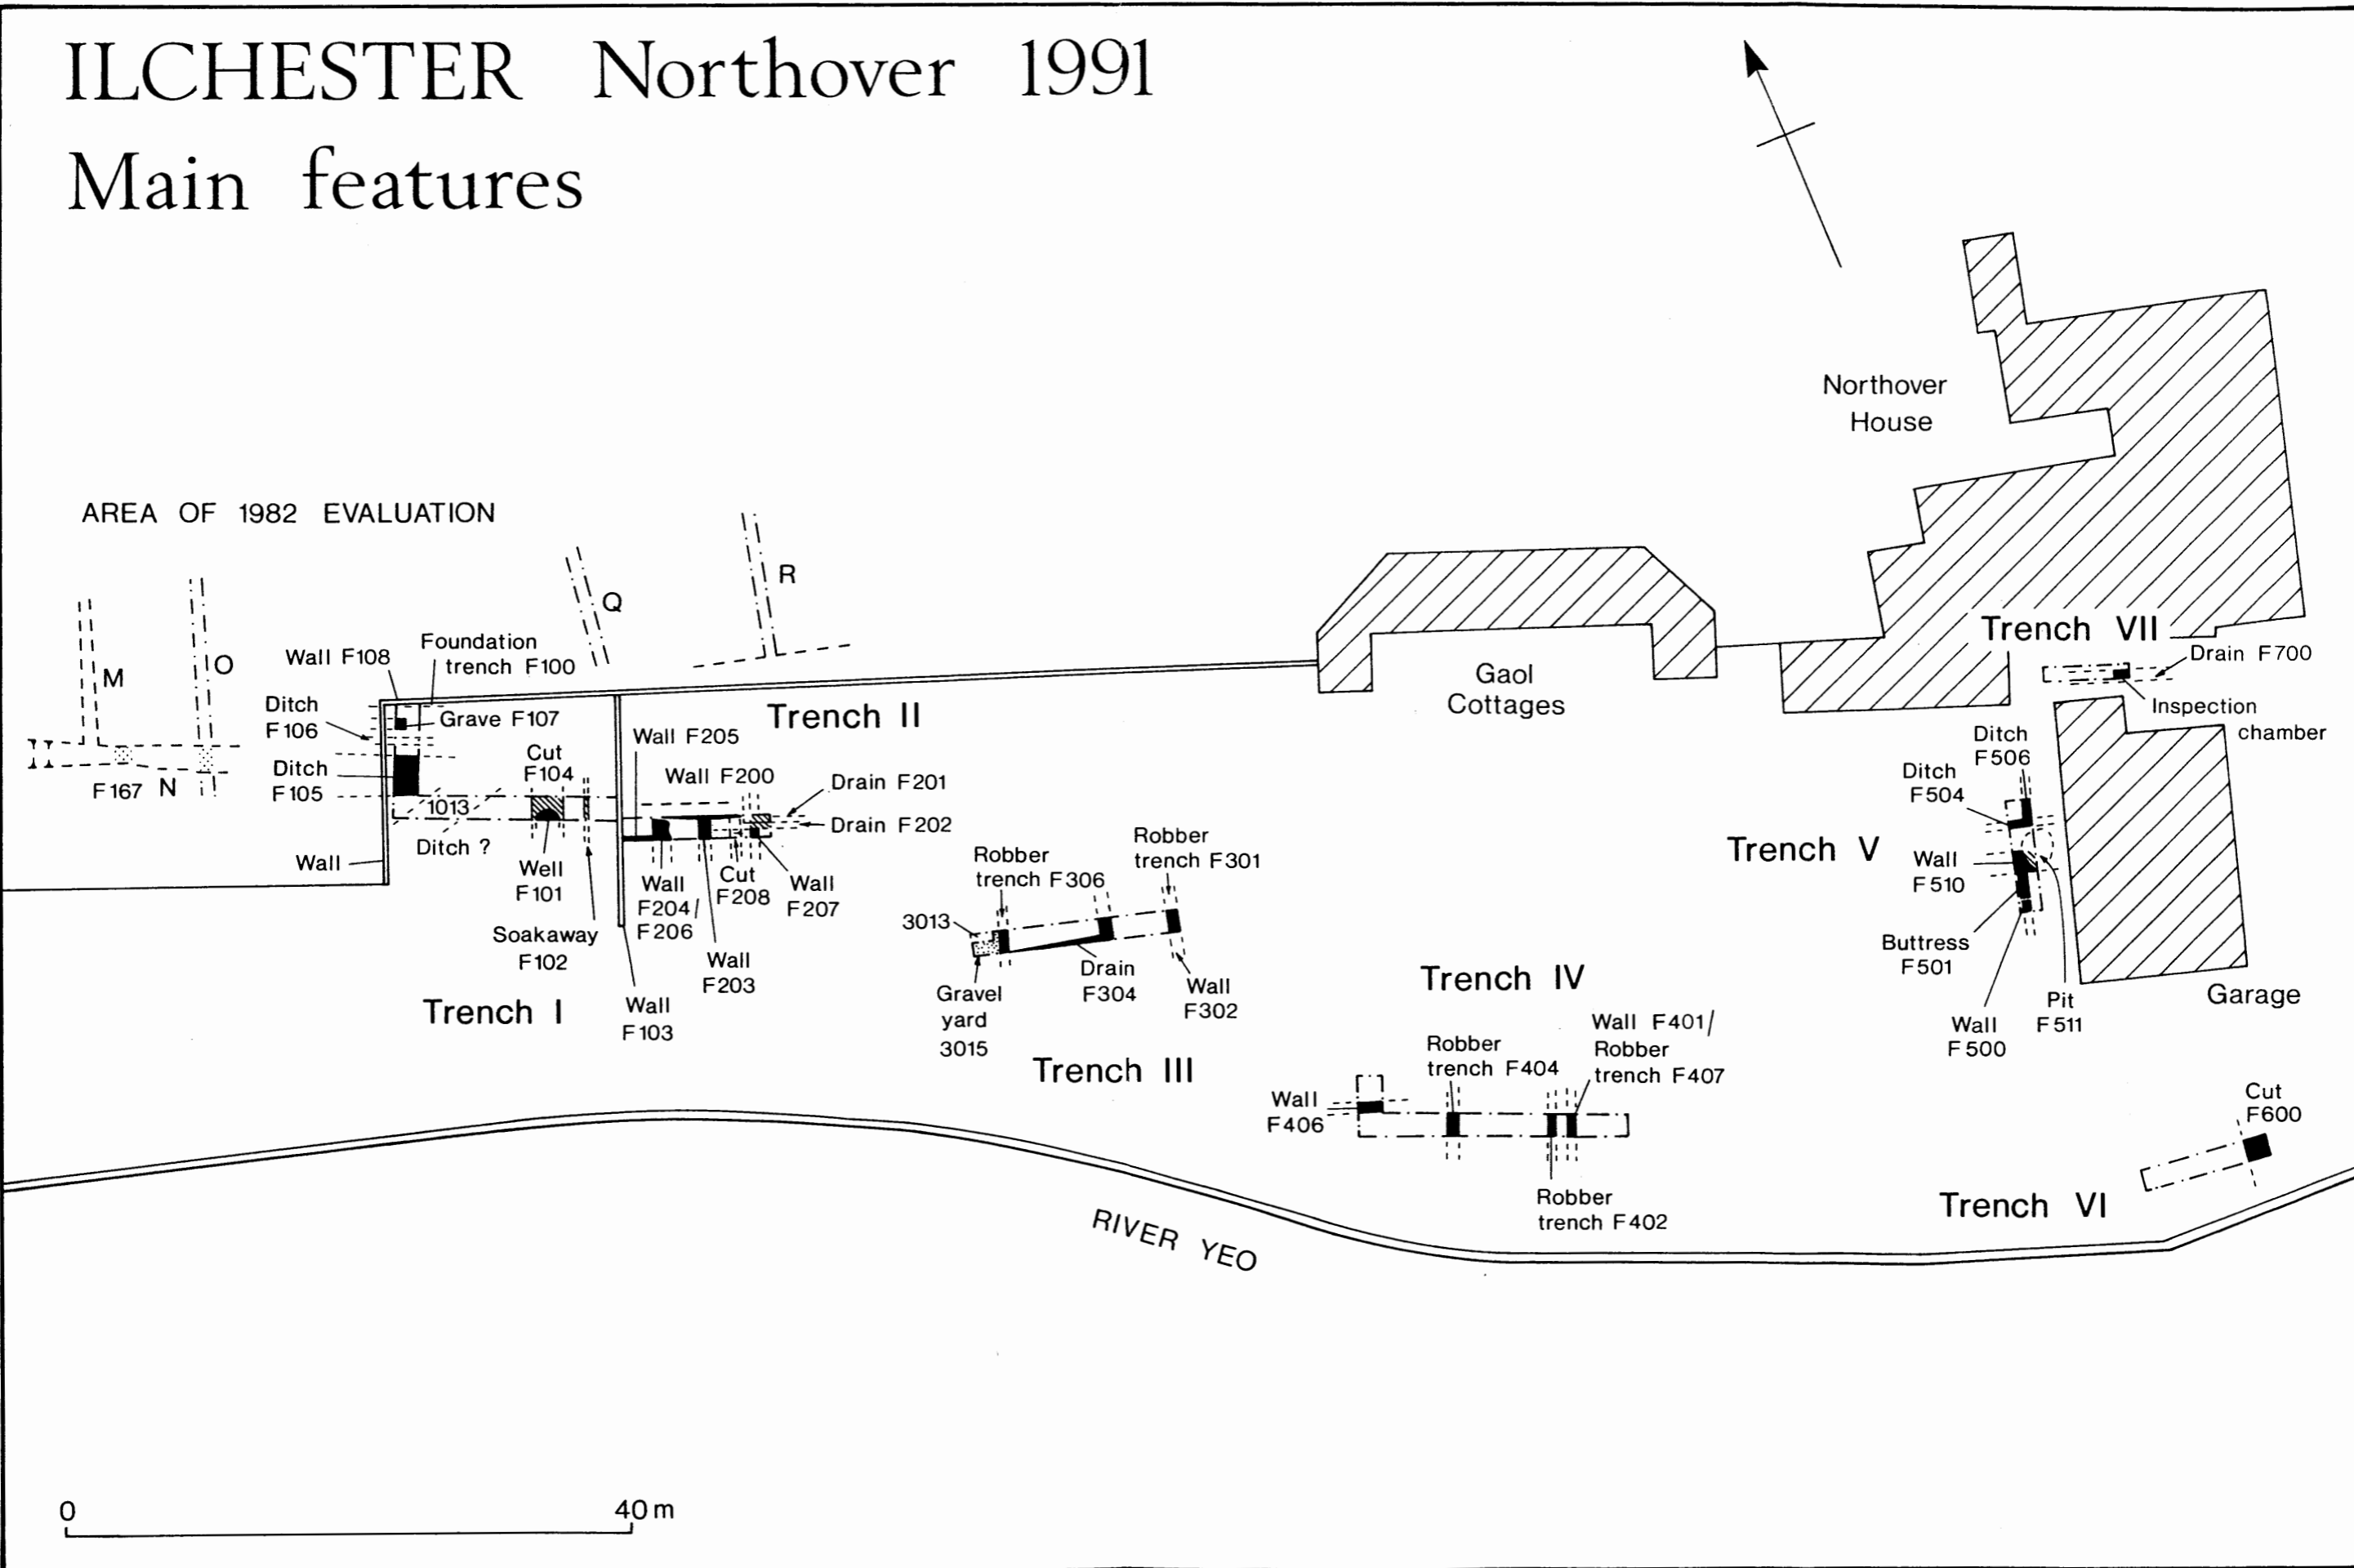 ILCHESTER Northover 1991
Main features
Northover
House
AREA OF 1982 EVALUATION
M
O
Q
R
F167 N
Wall F108
Foundation
trench F100
Ditch
F106
Grave F107
Ditch
F105
Cut
F104
1013
Ditch ?
Wall
Well
F101
Soakaway
F102
Trench I
Wall
F103
Trench II
Wall F205
Wall F200
Drain F201
Drain F202
Wall
F204/
F206
Cut
F208
Wall
F207
Wall
F203
Robber
trench F306
Robber
trench F301
3013
Gravel
yard
3015
Drain
F304
Wall
F302
Trench III
Gaol
Cottages
Trench IV
Wall F401/
Robber
trench F407
Robber
trench F404
Wall
F406
Robber
trench F402
Trench VII
Drain F700
Inspection
chamber
Ditch
F506
Ditch
F504
Trench V
Wall
F510
Buttress
F501
Wall
F500
Pit
F511
Garage
Cut
F600
Trench VI
RIVER YEO
0 40m